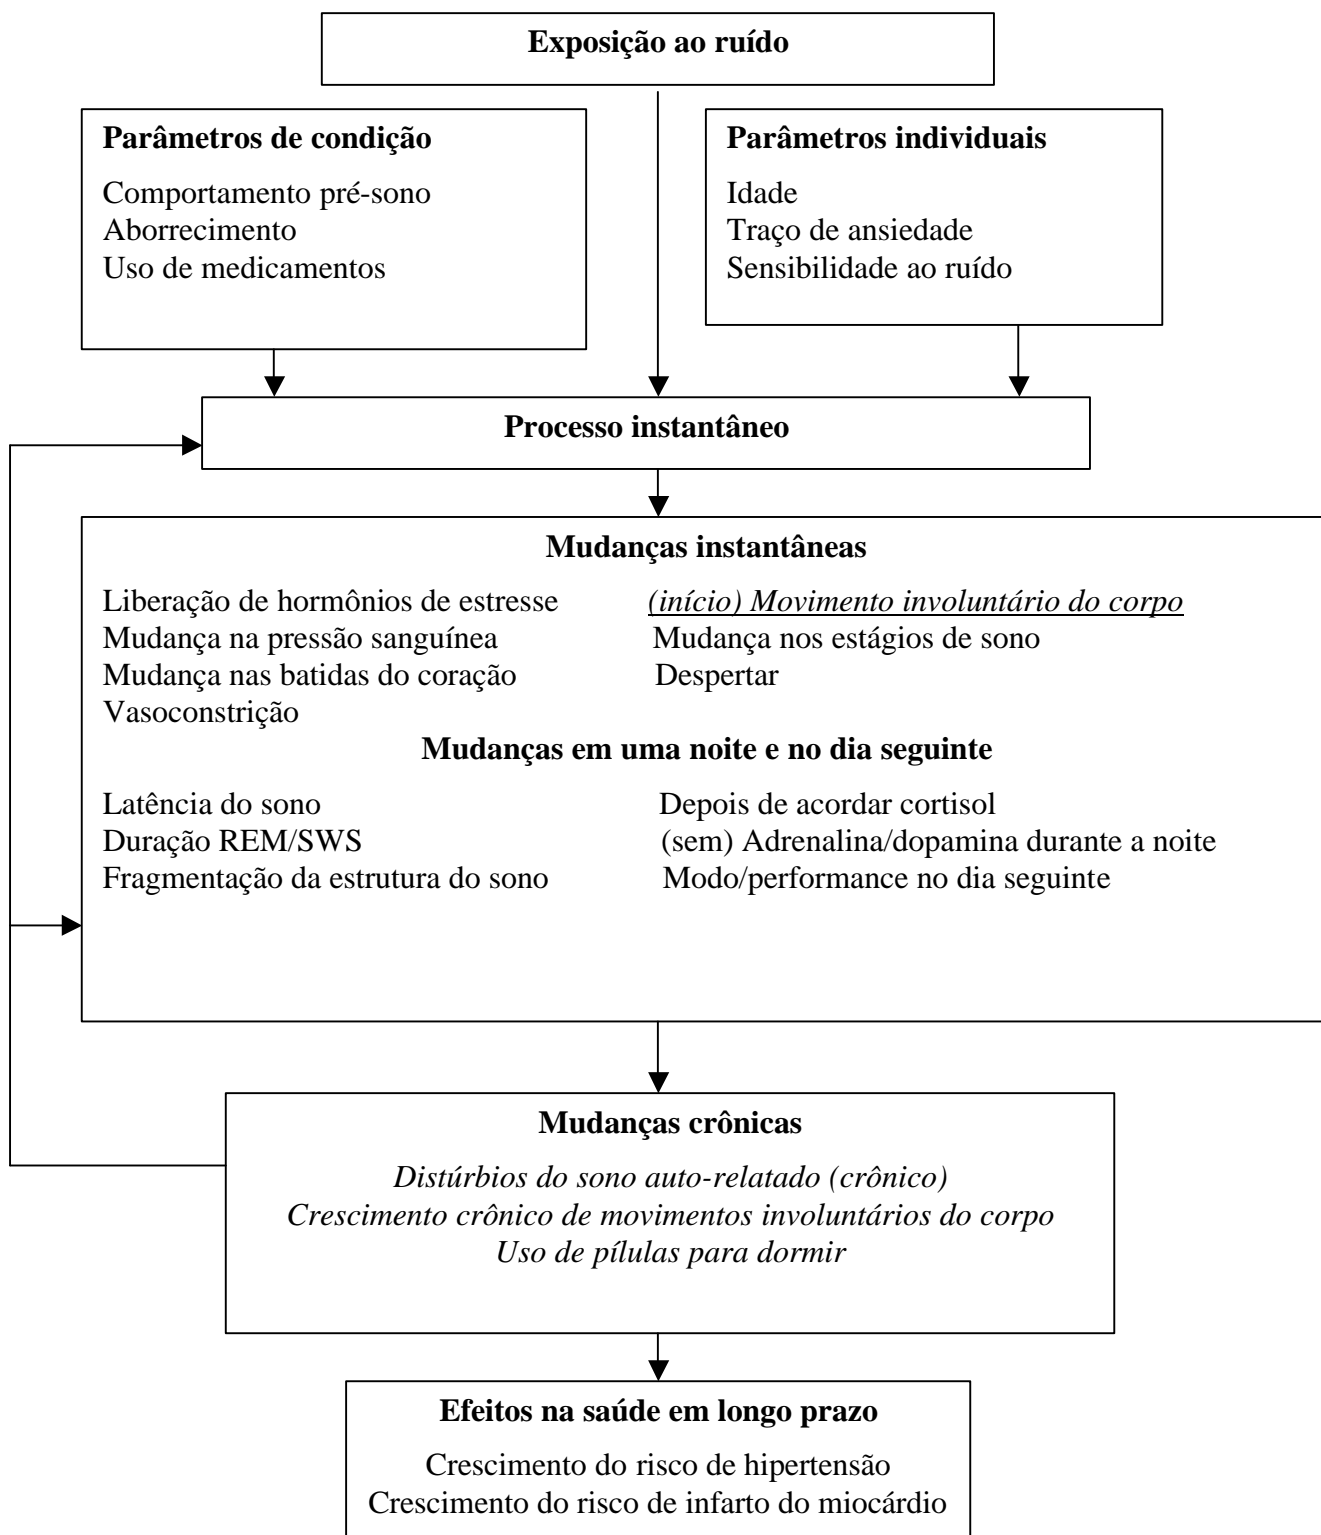 Exposição ao ruído
Parâmetros de condição
Comportamento pré-sono
Aborrecimento
Uso de medicamentos
Parâmetros individuais
Idade
Traço de ansiedade
Sensibilidade ao ruído
Processo instantâneo
Mudanças instantâneas
Liberação de hormônios de estresse
Mudança na pressão sanguínea
Mudança nas batidas do coração
Vasoconstrição
(início) Movimento involuntário do corpo
Mudança nos estágios de sono
Despertar
Mudanças em uma noite e no dia seguinte
Latência do sono
Duração REM/SWS
Fragmentação da estrutura do sono
Depois de acordar cortisol
(sem) Adrenalina/dopamina durante a noite
Modo/performance no dia seguinte
Mudanças crônicas
Distúrbios do sono auto-relatado (crônico)
Crescimento crônico de movimentos involuntários do corpo
Uso de pílulas para dormir
Efeitos na saúde em longo prazo
Crescimento do risco de hipertensão
Crescimento do risco de infarto do miocárdio